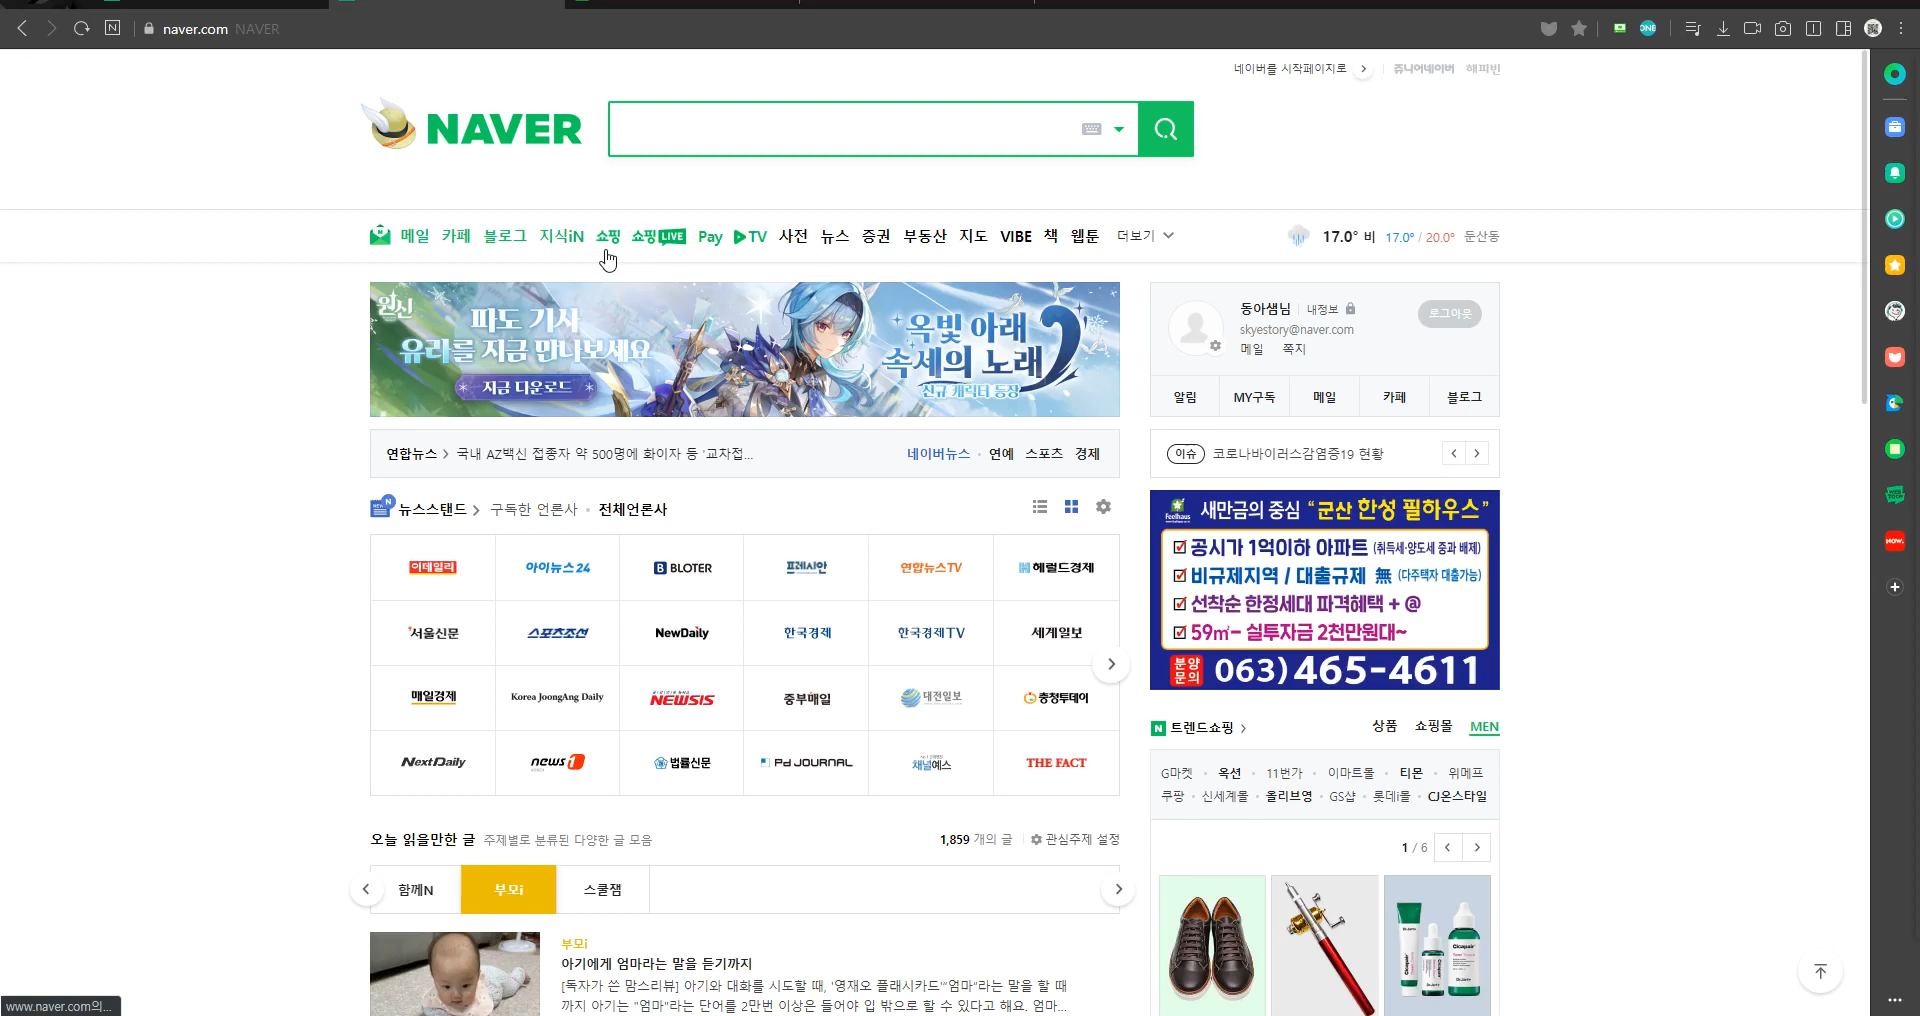 naver.com NAVER
네이버를 시작페이지로
쥬니어네이버 해피빈
NAVER
메일 카페 블로그 지식iN 쇼핑 쇼핑LIVE Pay TV 사전 뉴스 증권 부동산 지도 VIBE 책 웹툰 더보기
17.0° 비 17.0° / 20.0° 둔산동
원신
파도 기사
유라를 지금 만나보세요
지금 다운로드
옥빛 아래
속세의 노래
신규 캐릭터 등장
동아샘님 내정보
로그아웃
skyestory@naver.com
메일 쪽지
알림 MY구독 메일 카페 블로그
연합뉴스 국내 AZ백신 접종자 약 500명에 화이자 등 '교차접...
네이버뉴스 연예 스포츠 경제
이슈 코로나바이러스감염증19 현황
뉴스스탠드 구독한 언론사 전체언론사
이데일리 아이뉴스24 BLOTER 프레시안 연합뉴스TV 헤럴드경제
서울신문 스포츠조선 NewDaily 한국경제 한국경제TV 세계일보
매일경제 Korea JoongAng Daily NEWSIS 중부매일 대전일보 충청투데이
NextDaily news1 법률신문 Pd JOURNAL 채널예스 THE FACT
Feelhaus 새만금의 중심 "군산 한성 필하우스"
공시가 1억이하 아파트 (취득세·양도세 중과 배제)
비규제지역 / 대출규제 無 (다주택자 대출가능)
선착순 한정세대 파격혜택 + @
59㎡- 실투자금 2천만원대~
분양
문의
063) 465-4611
트렌드쇼핑 상품 쇼핑몰 MEN
G마켓 옥션 11번가 이마트몰 티몬 위메프
쿠팡 신세계몰 올리브영 GS샵 롯데i몰 CJ온스타일
1 / 6
오늘 읽을만한 글 주제별로 분류된 다양한 글 모음
1,859 개의 글 관심주제 설정
함께N 부모i 스쿨잼
부모i
아기에게 엄마라는 말을 듣기까지
[독자가 쓴 맘스리뷰] 아기와 대화를 시도할 때, '영재오 플래시카드'"엄마"라는 말을 할 때
까지 아기는 "엄마"라는 단어를 2만번 이상은 들어야 입 밖으로 할 수 있다고 해요. 엄마...
Cicapair
Dr.Jart+
www.naver.com의...
ONE
NOW.